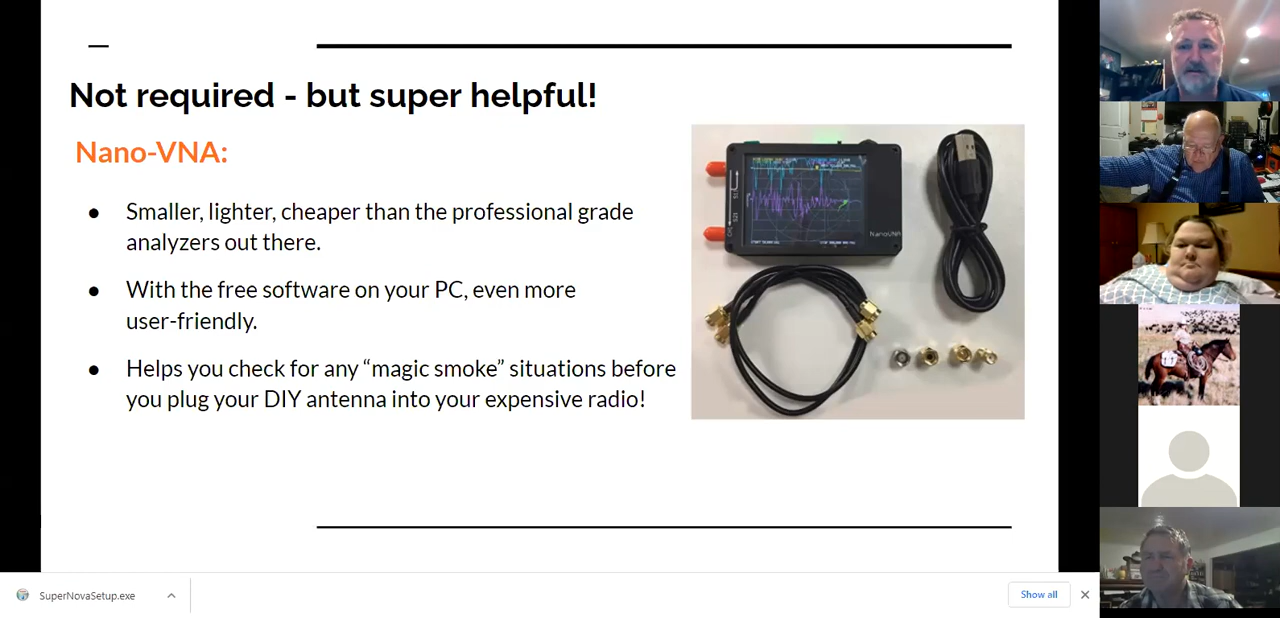 Not required - but super helpful!
Nano-VNA:
● Smaller, lighter, cheaper than the professional grade
analyzers out there.
● With the free software on your PC, even more
user-friendly.
● Helps you check for any “magic smoke” situations before
you plug your DIY antenna into your expensive radio!
NanoVNA
S21
SuperNovaSetup.exe
Show all